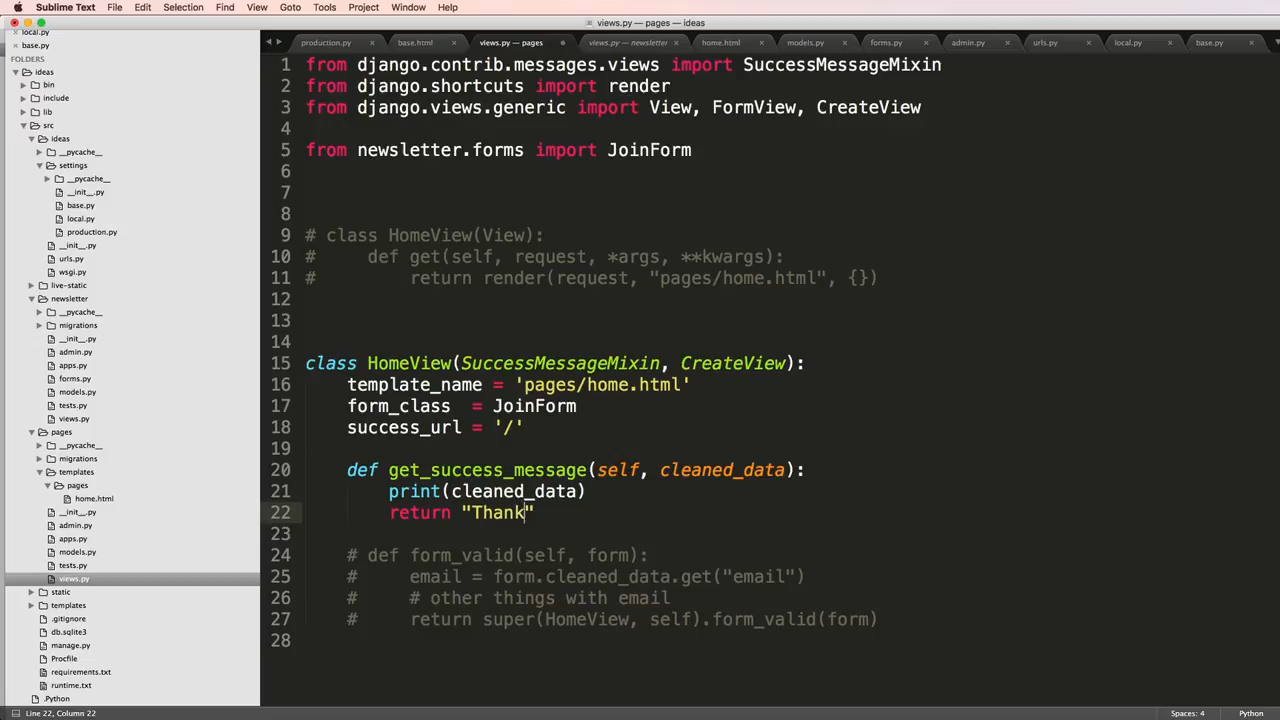 Sublime Text File Edit Selection Find View Goto Tools Project Window Help
views.py — pages — ideas
local.py
base.py
production.py base.html views.py — pages views.py — newsletter home.html models.py forms.py admin.py urls.py local.py base.py
FOLDERS
ideas
bin
include
lib
src
ideas
__pycache__
settings
__pycache__
__init__.py
base.py
local.py
production.py
__init__.py
urls.py
wsgi.py
live-static
newsletter
__pycache__
migrations
__init__.py
admin.py
apps.py
forms.py
models.py
tests.py
views.py
pages
__pycache__
migrations
templates
pages
home.html
__init__.py
admin.py
apps.py
models.py
tests.py
views.py
static
templates
.gitignore
db.sqlite3
manage.py
Procfile
requirements.txt
runtime.txt
.Python
1 from django.contrib.messages.views import SuccessMessageMixin
2 from django.shortcuts import render
3 from django.views.generic import View, FormView, CreateView
4
5 from newsletter.forms import JoinForm
6
7
8
9 # class HomeView(View):
10 #     def get(self, request, *args, **kwargs):
11 #         return render(request, "pages/home.html", {})
12
13
14
15 class HomeView(SuccessMessageMixin, CreateView):
16     template_name = 'pages/home.html'
17     form_class  = JoinForm
18     success_url = '/'
19
20     def get_success_message(self, cleaned_data):
21         print(cleaned_data)
22         return "Thank"
23
24     # def form_valid(self, form):
25     #     email = form.cleaned_data.get("email")
26     #     # other things with email
27     #     return super(HomeView, self).form_valid(form)
28
Line 22, Column 22 Spaces: 4 Python